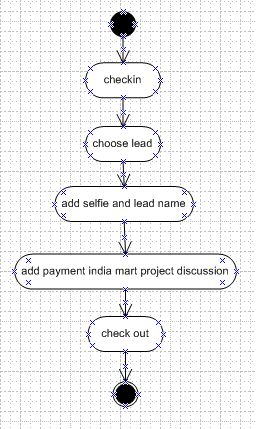 checkin
choose lead
add selfie and lead name
add payment india mart project discussion
check out